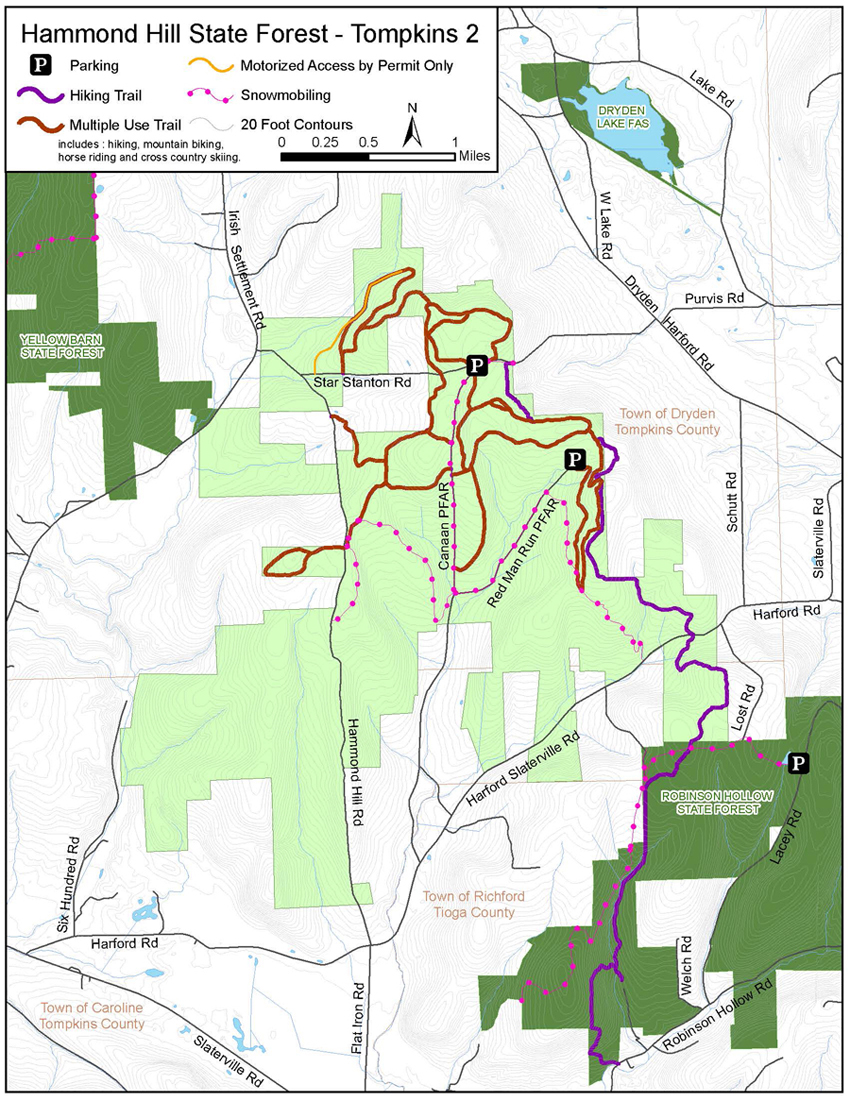 Hammond Hill State Forest - Tompkins 2
P Parking
Motorized Access by Permit Only
Hiking Trail
Snowmobiling
Multiple Use Trail
20 Foot Contours
includes : hiking, mountain biking,
horse riding and cross country skiing.
N
0 0.25 0.5 1
Miles
Lake Rd
DRYDEN
LAKE FAS
Irish Settlement Rd
W Lake Rd
Dryden Harford Rd
Purvis Rd
YELLOW BARN
STATE FOREST
P
Star Stanton Rd
Town of Dryden
Tompkins County
P
Canaan PFAR
Red Man Run PFAR
Schutt Rd
Slaterville Rd
Harford Rd
Lost Rd
Hammond Hill Rd
Harford Slaterville Rd
P
ROBINSON HOLLOW
STATE FOREST
Lacey Rd
Six Hundred Rd
Town of Richford
Tioga County
Harford Rd
Welch Rd
Robinson Hollow Rd
Flat Iron Rd
Town of Caroline
Tompkins County
Slaterville Rd